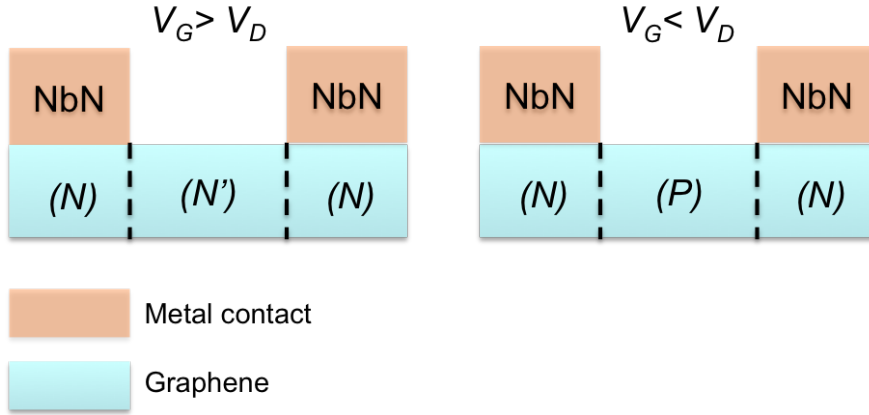 V_G > V_D
V_G < V_D
NbN
NbN
NbN
NbN
(N)
(N')
(N)
(N)
(P)
(N)
Metal contact
Graphene